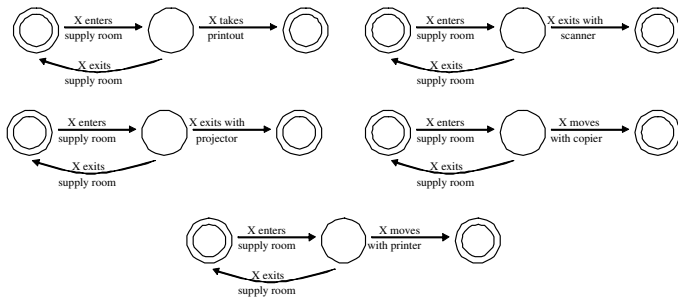 X enters
supply room
X takes
printout
X exits
supply room
X enters
supply room
X exits with
scanner
X exits
supply room
X enters
supply room
X exits with
projector
X exits
supply room
X enters
supply room
X moves
with copier
X exits
supply room
X enters
supply room
X moves
with printer
X exits
supply room